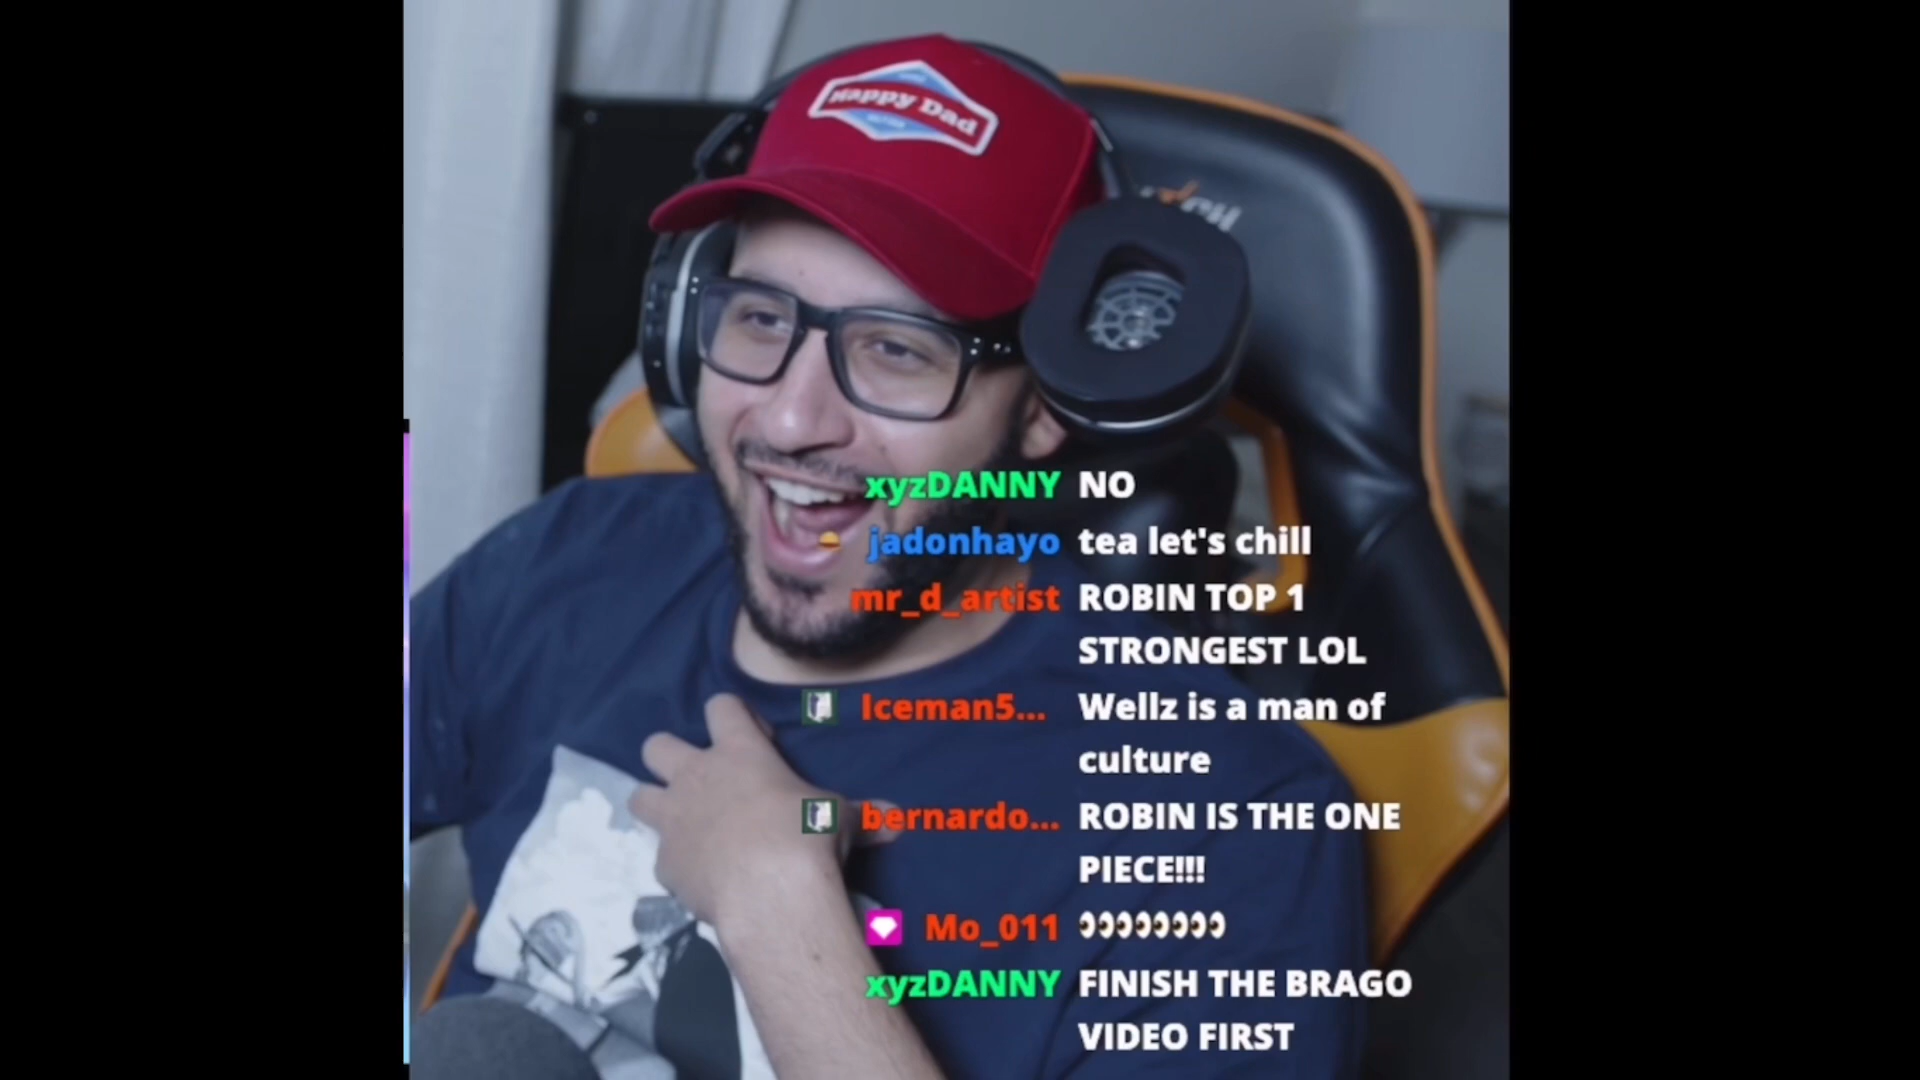 Happy Dad
xyzDANNY NO
jadonhayo tea let's chill
mr_d_artist ROBIN TOP 1
STRONGEST LOL
Iceman5... Wellz is a man of
culture
bernardo... ROBIN IS THE ONE
PIECE!!!
Mo_011 👀👀👀👀👀👀👀👀
xyzDANNY FINISH THE BRAGO
VIDEO FIRST